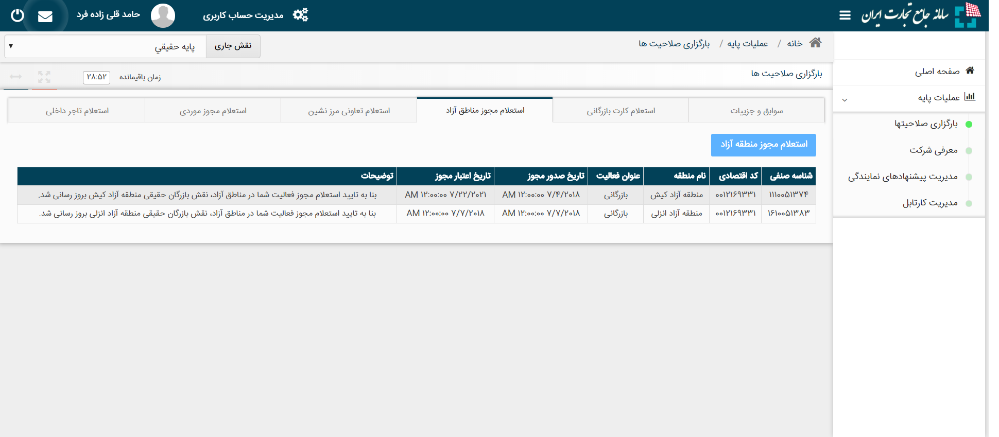 سامانه جامع تجارت ایران
مدیریت حساب کاربری
حامد قلی زاده فرد
خانه / عملیات پایه / بارگزاری صلاحیت ها
نقش جاری
پایه حقیقي
صفحه اصلی
عملیات پایه
بارگزاری صلاحیتها
معرفی شرکت
مدیریت پیشنهادهای نمایندگی
مدیریت کارتابل
بارگزاری صلاحیت ها
زمان باقیمانده
۲۸:۵۲
سوابق و جزییات
استعلام کارت بازرگانی
استعلام مجوز مناطق آزاد
استعلام تعاونی مرز نشین
استعلام مجوز موردی
استعلام تاجر داخلی
استعلام مجوز منطقه آزاد
شناسه صنفی کد اقتصادی نام منطقه عنوان فعالیت تاریخ صدور مجوز تاریخ اعتبار مجوز توضیحات
۱۱۱۰۰۵۱۳۷۴ ۰۰۱۲۱۶۹۳۳۱ منطقه آزاد کیش بازرگانی ۷/۴/۲۰۱۸ ۱۲:۰۰:۰۰ AM ۷/۲۲/۲۰۲۱ ۱۲:۰۰:۰۰ AM بنا به تایید استعلام مجوز فعالیت شما در مناطق آزاد، نقش بازرگان حقیقی منطقه آزاد کیش بروز رسانی شد.
۱۶۱۰۰۵۱۳۸۳ ۰۰۱۲۱۶۹۳۳۱ منطقه آزاد انزلی بازرگانی ۷/۷/۲۰۱۸ ۱۲:۰۰:۰۰ AM ۷/۷/۲۰۱۸ ۱۲:۰۰:۰۰ AM بنا به تایید استعلام مجوز فعالیت شما در مناطق آزاد، نقش بازرگان حقیقی منطقه آزاد انزلی بروز رسانی شد.